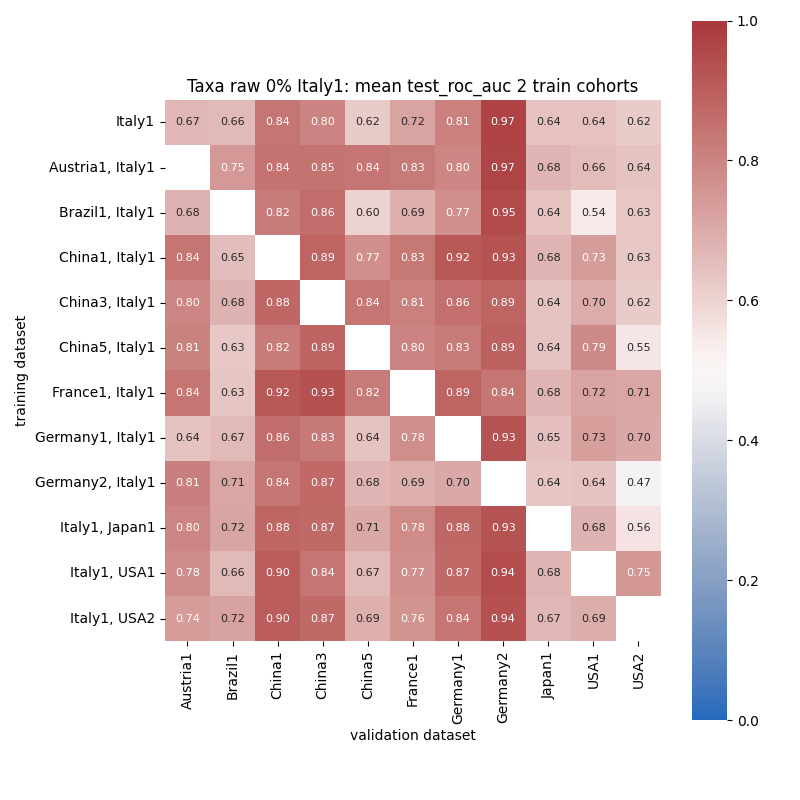 Taxa raw 0% Italy1: mean test_roc_auc 2 train cohorts
training dataset
Italy1 0.67 0.66 0.84 0.80 0.62 0.72 0.81 0.97 0.64 0.64 0.62
Austria1, Italy1 0.75 0.84 0.85 0.84 0.83 0.80 0.97 0.68 0.66 0.64
Brazil1, Italy1 0.68 0.82 0.86 0.60 0.69 0.77 0.95 0.64 0.54 0.63
China1, Italy1 0.84 0.65 0.89 0.77 0.83 0.92 0.93 0.68 0.73 0.63
China3, Italy1 0.80 0.68 0.88 0.84 0.81 0.86 0.89 0.64 0.70 0.62
China5, Italy1 0.81 0.63 0.82 0.89 0.80 0.83 0.89 0.64 0.79 0.55
France1, Italy1 0.84 0.63 0.92 0.93 0.82 0.89 0.84 0.68 0.72 0.71
Germany1, Italy1 0.64 0.67 0.86 0.83 0.64 0.78 0.93 0.65 0.73 0.70
Germany2, Italy1 0.81 0.71 0.84 0.87 0.68 0.69 0.70 0.64 0.64 0.47
Italy1, Japan1 0.80 0.72 0.88 0.87 0.71 0.78 0.88 0.93 0.68 0.56
Italy1, USA1 0.78 0.66 0.90 0.84 0.67 0.77 0.87 0.94 0.68 0.75
Italy1, USA2 0.74 0.72 0.90 0.87 0.69 0.76 0.84 0.94 0.67 0.69
Austria1 Brazil1 China1 China3 China5 France1 Germany1 Germany2 Japan1 USA1 USA2
validation dataset
1.0
0.8
0.6
0.4
0.2
0.0